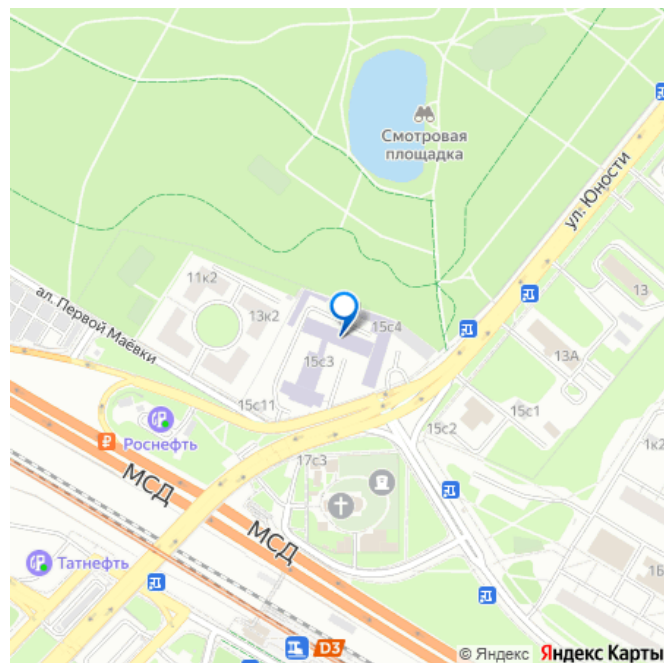 Смотровая
площадка
ул. Юности
ал. Первой Маёвки
11к2
13к2
15с4
13
13А
15с3
15с11
15с1
15с2
Роснефть
₽
1к2
17с3
МСД
МСД
Татнефть
1Б
D3
© Яндекс Яндекс Карты